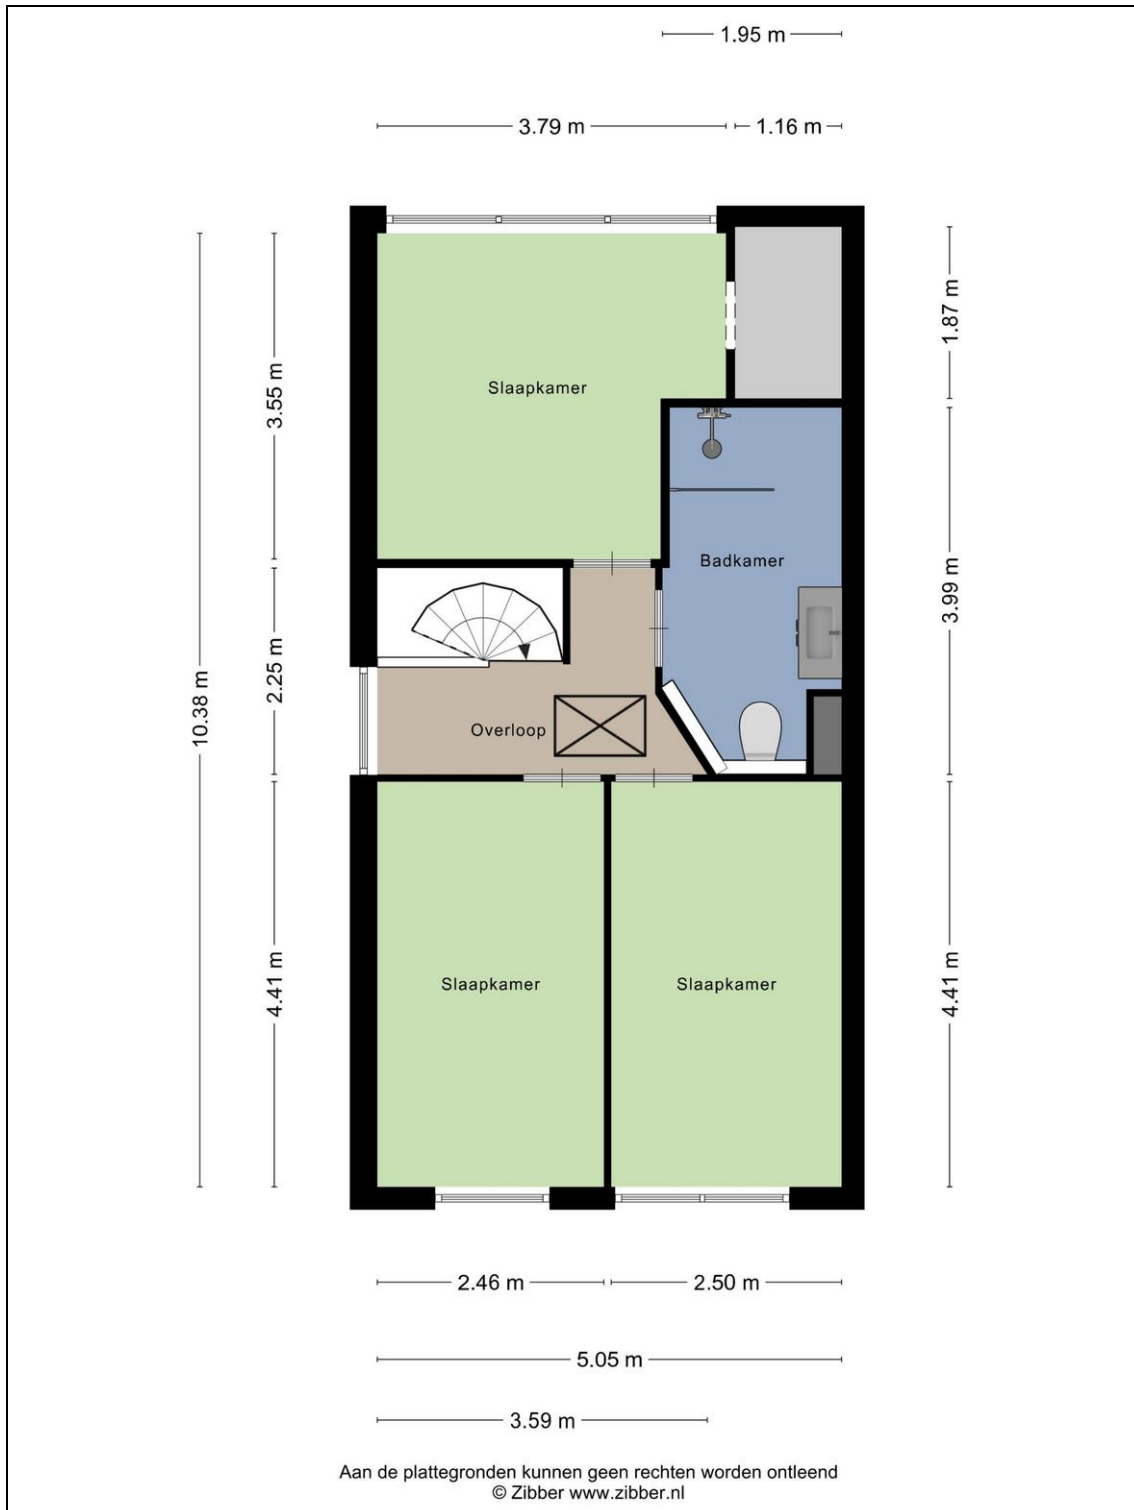 1.95 m
3.79 m
1.16 m
1.87 m
3.55 m
Slaapkamer
Badkamer
3.99 m
2.25 m
10.38 m
Overloop
4.41 m
Slaapkamer
Slaapkamer
4.41 m
2.46 m
2.50 m
5.05 m
3.59 m
Aan de plattegronden kunnen geen rechten worden ontleend
© Zibber www.zibber.nl